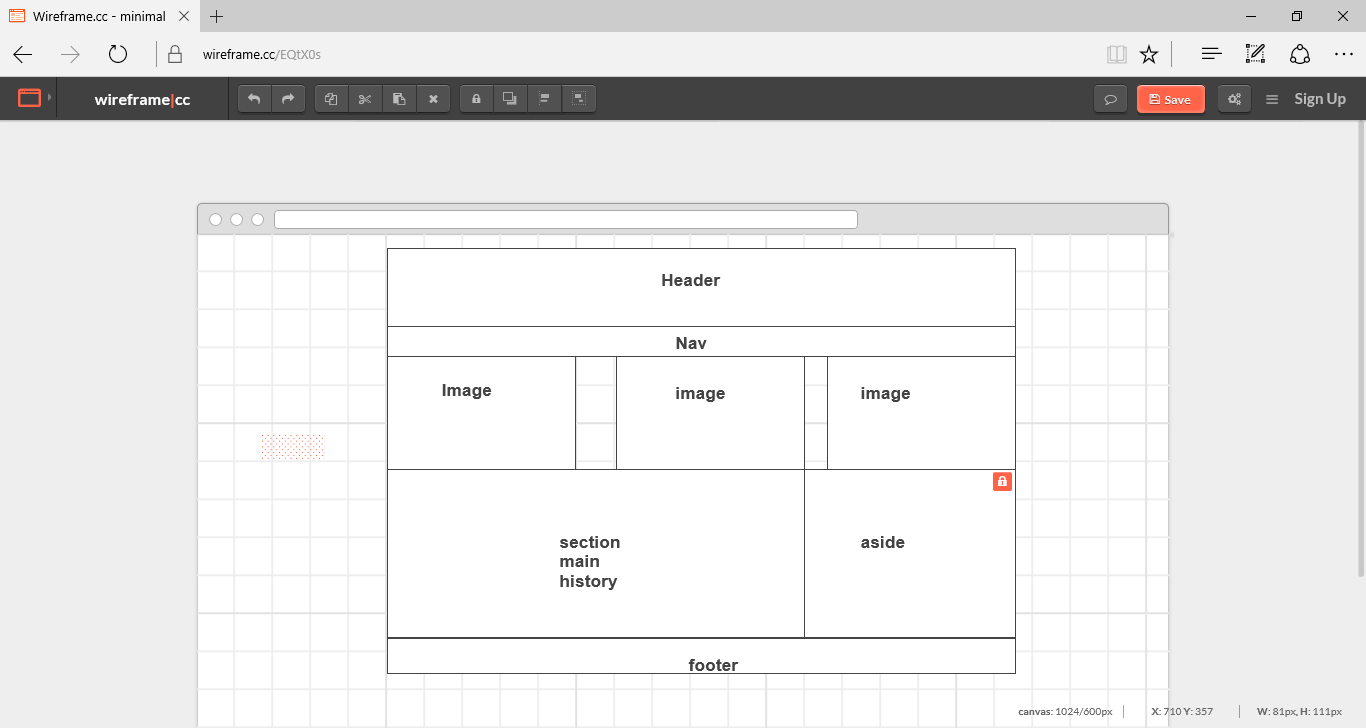 Wireframe.cc - minimal
wireframe.cc/EQtX0s
wireframe|cc
Save
Sign Up
Header
Nav
Image
image
image
section
main
history
aside
footer
canvas: 1024/600px
X: 710 Y: 357
W: 81px, H: 111px